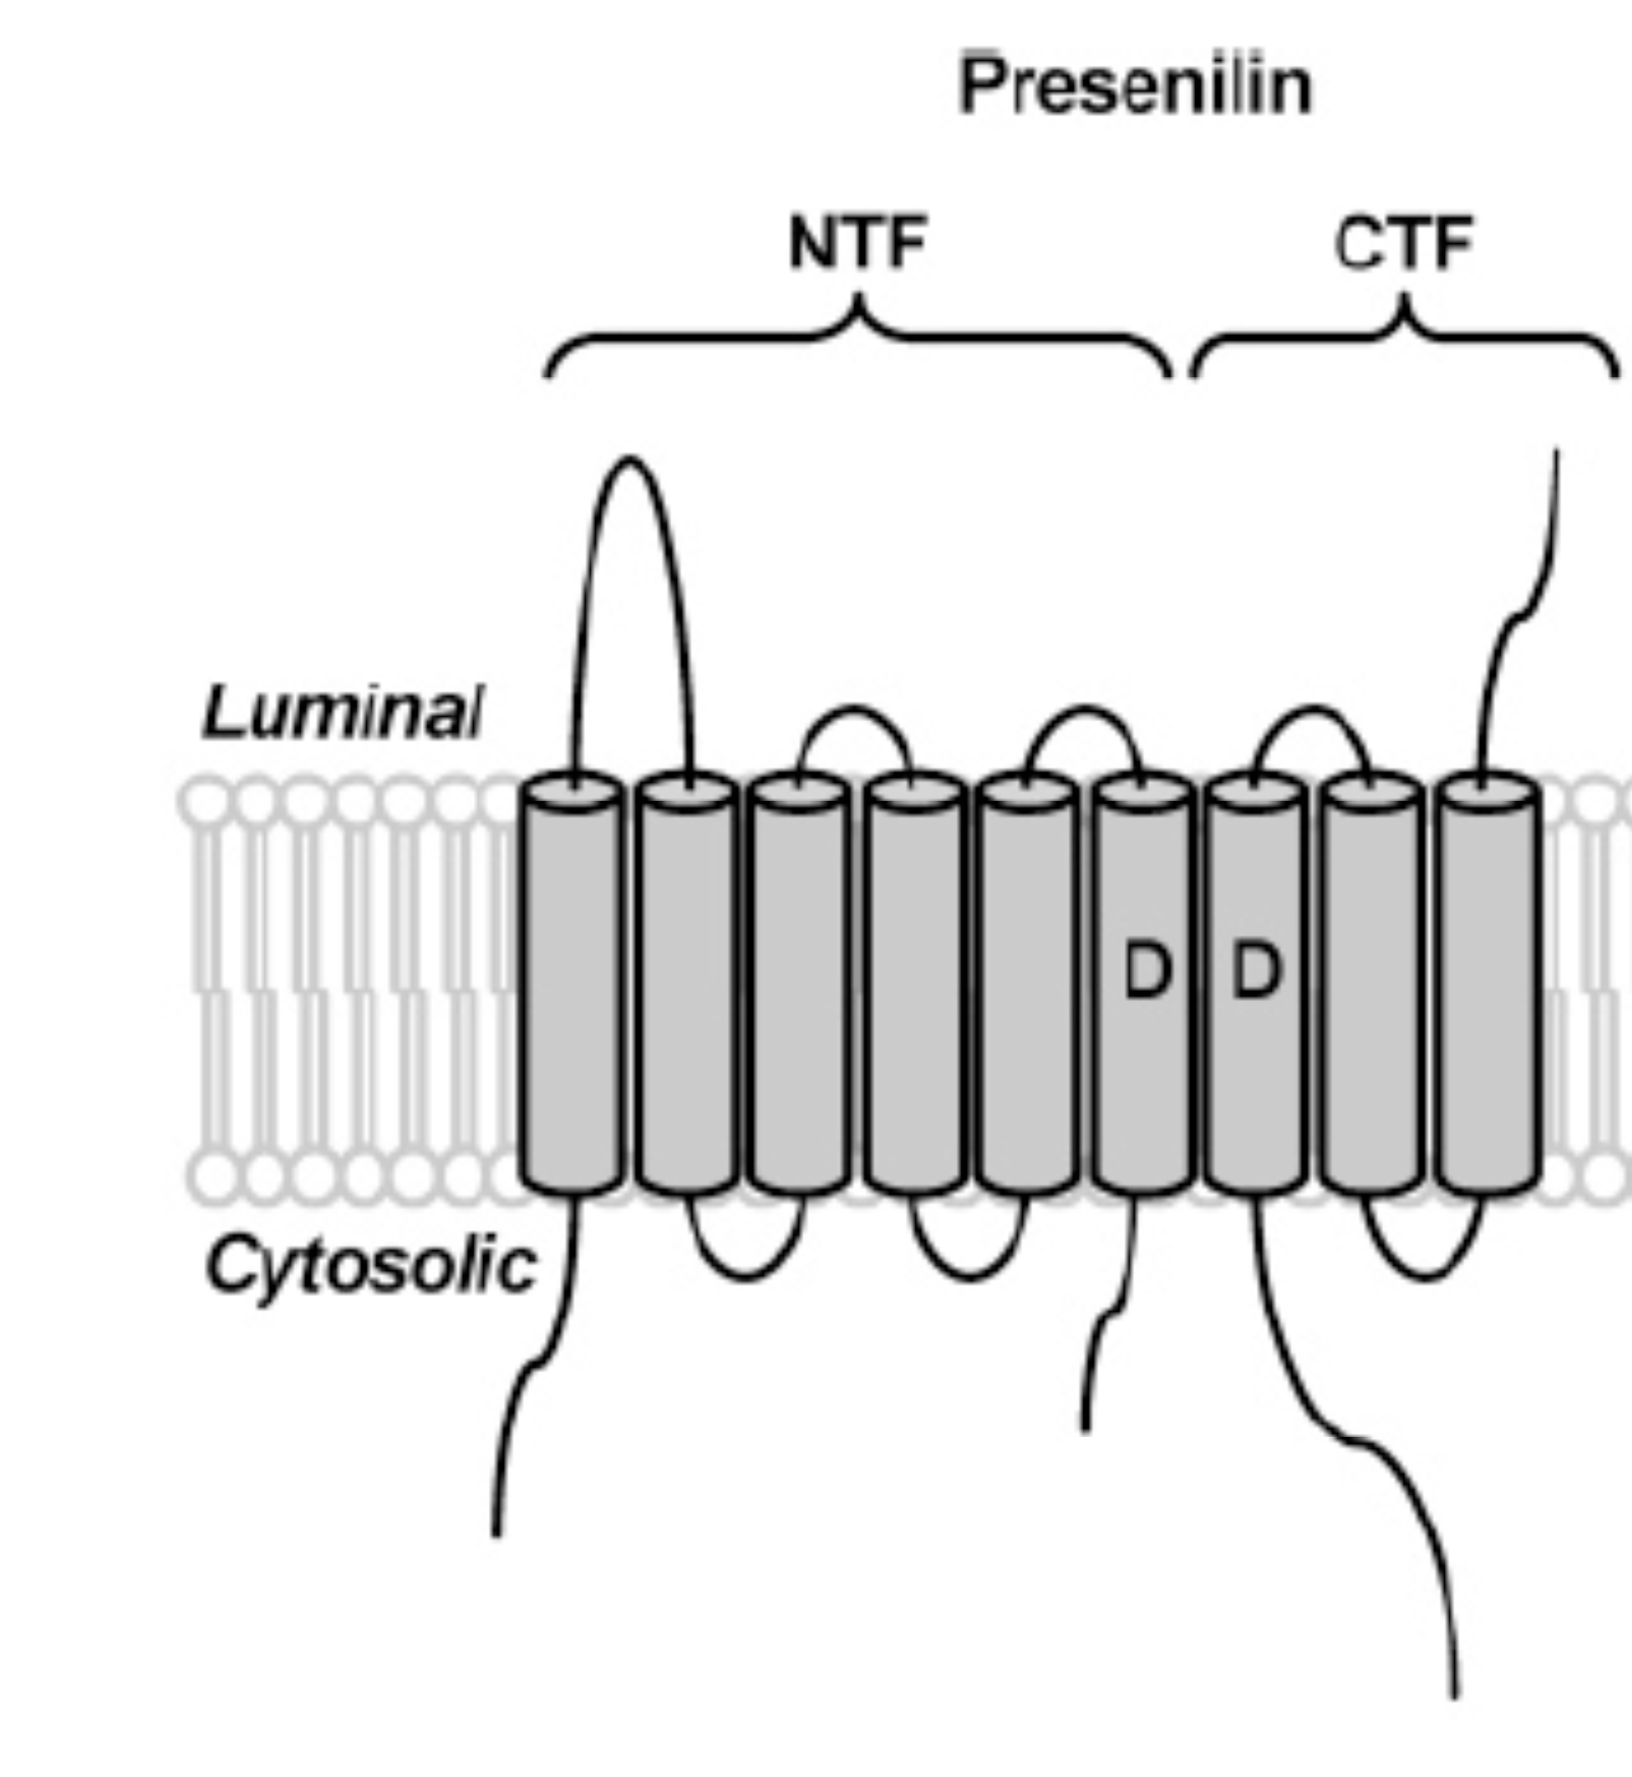 Presenilin
NTF CTF
Luminal
D D
Cytosolic